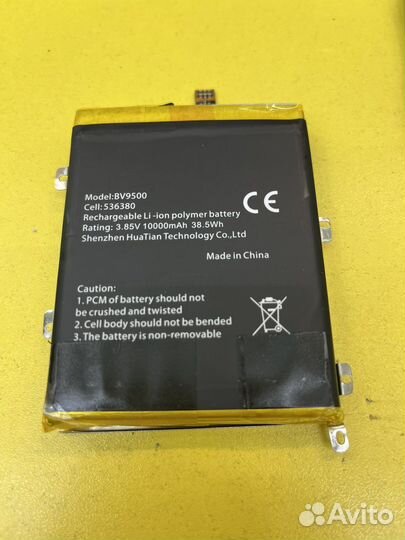 Model:BV9500
Cell:536380
Rechargeable Li -ion polymer battery
Rating: 3.85V 10000mAh 38.5Wh
Shenzhen HuaTian Technology Co.,Ltd
CE
Made in China
Caution:
1. PCM of battery should not
be crushed and twisted
2. Cell body should not be bended
3. The battery is non-removable
Avito